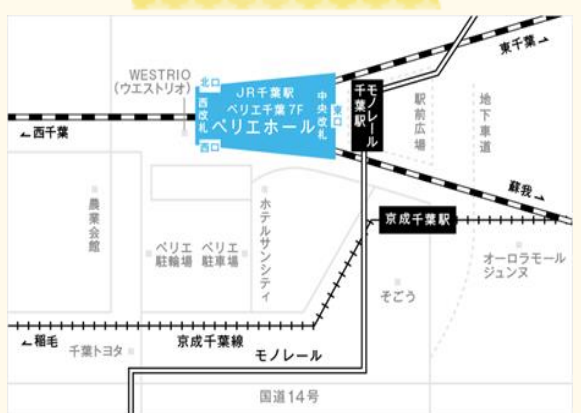 WESTRIO
(ウエストリオ)
北口
JR千葉駅
ペリエ千葉 7F
ペリエホール
西改札
中央改札
東口
西口
モノレール
千葉駅
東千葉
駅前広場
地下車道
西千葉
蘇我
農業会館
ペリエ
駐輪場
ペリエ
駐車場
ホテルサンシティ
京成千葉駅
オーロラモール
ジュンヌ
そごう
稲毛
千葉トヨタ
京成千葉線
モノレール
国道14号